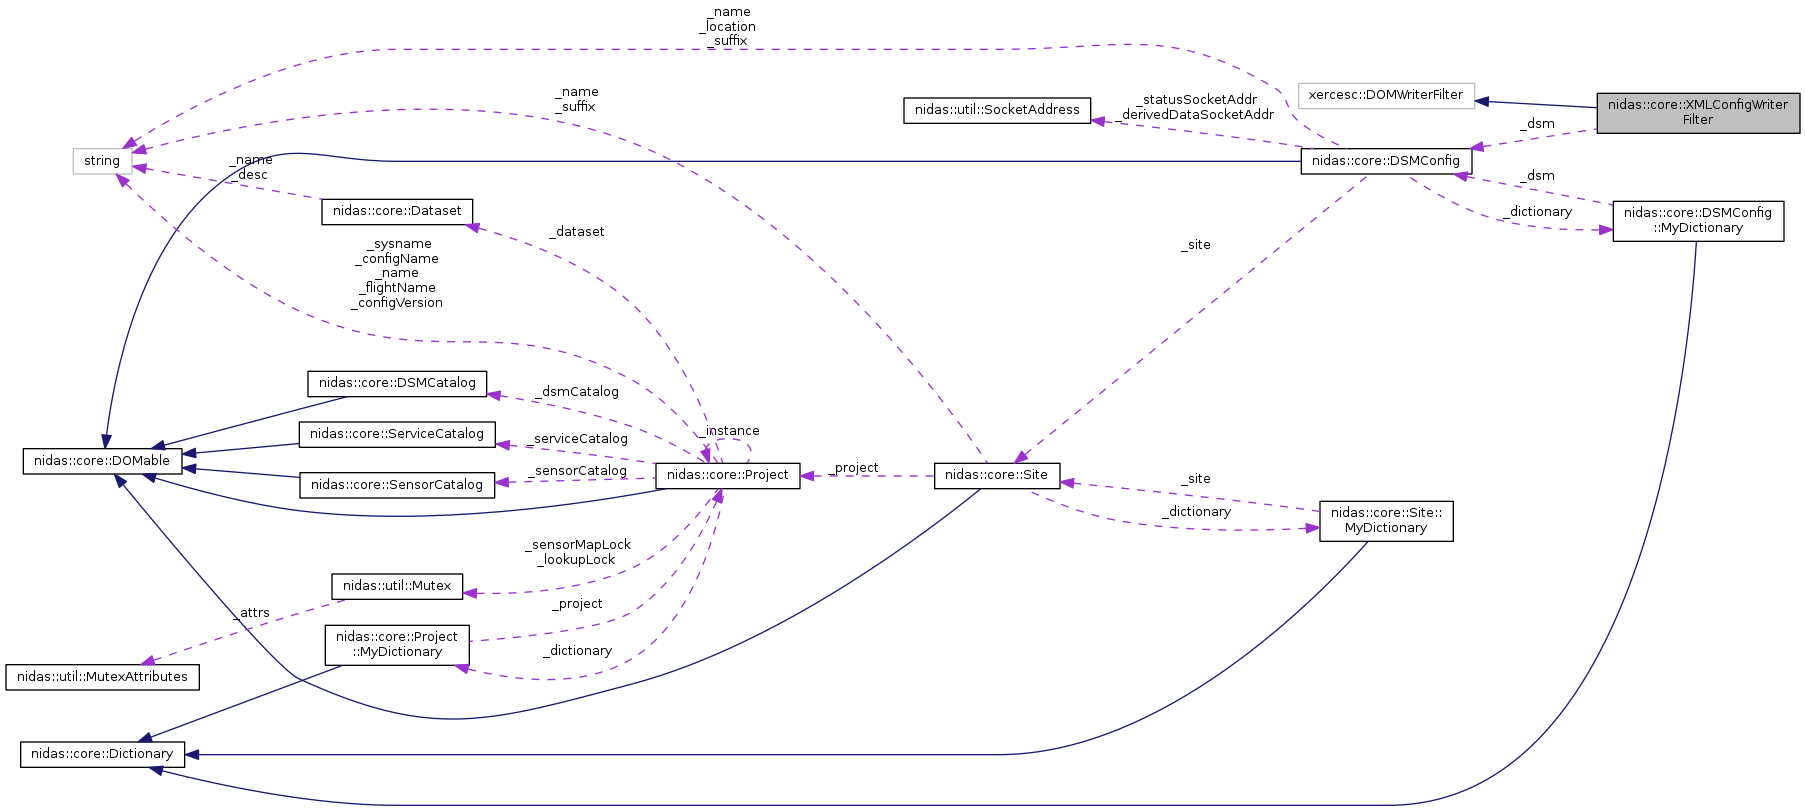 _name
_location
_suffix
_name
_suffix
nidas::util::SocketAddress
_statusSocketAddr
_derivedDataSocketAddr
xercesc::DOMWriterFilter
nidas::core::XMLConfigWriter
Filter
_dsm
string
_name
_desc
nidas::core::DSMConfig
_dsm
nidas::core::Dataset
_dataset
_dictionary
nidas::core::DSMConfig
::MyDictionary
_sysname
_configName
_name
_flightName
_configVersion
_site
nidas::core::DSMCatalog
_dsmCatalog
nidas::core::ServiceCatalog
_serviceCatalog
_instance
nidas::core::DOMable
nidas::core::SensorCatalog
_sensorCatalog
nidas::core::Project
_project
nidas::core::Site
_site
_dictionary
nidas::core::Site::
MyDictionary
_sensorMapLock
_lookupLock
nidas::util::Mutex
_attrs
_project
nidas::core::Project
::MyDictionary
_dictionary
nidas::util::MutexAttributes
nidas::core::Dictionary